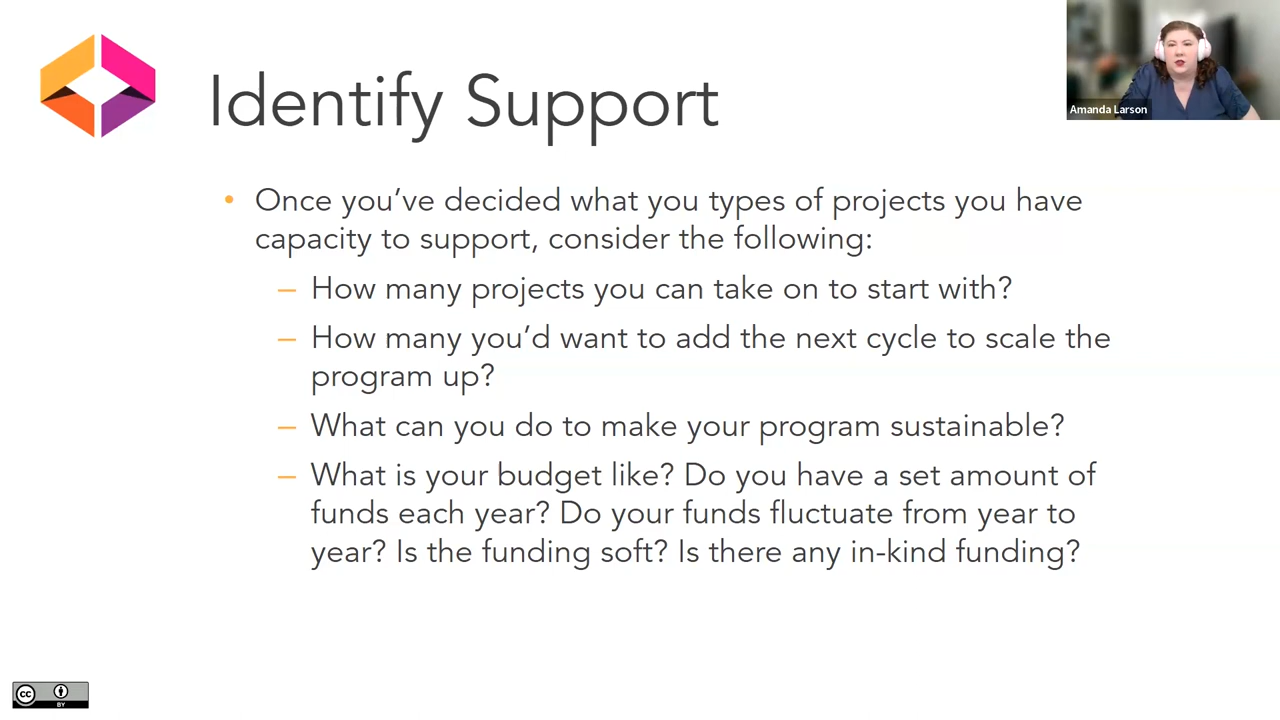 Identify Support
Amanda Larson
• Once you’ve decided what you types of projects you have
capacity to support, consider the following:
– How many projects you can take on to start with?
– How many you’d want to add the next cycle to scale the
program up?
– What can you do to make your program sustainable?
– What is your budget like? Do you have a set amount of
funds each year? Do your funds fluctuate from year to
year? Is the funding soft? Is there any in-kind funding?
cc
BY